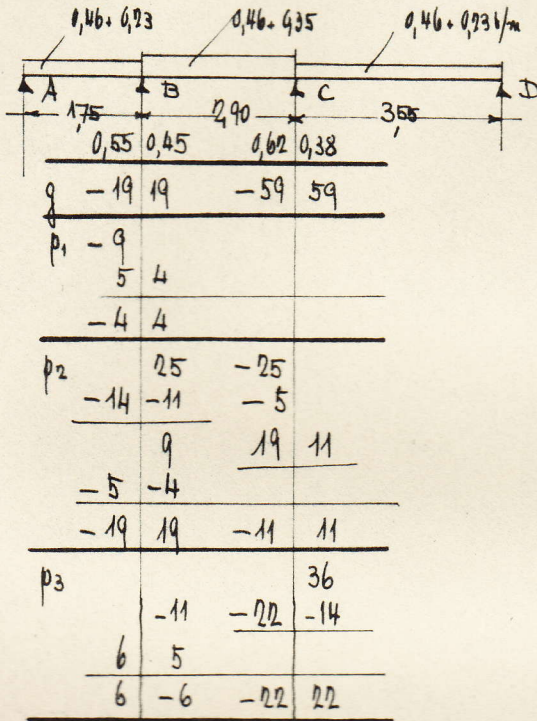 0,46+0,23 0,46+0,35 0,46+0,23 t/m
A B C D
1,75 2,90 3,55
0,55 0,45 0,62 0,38
g -19 19 -59 59
p1 -9
5 4
-4 4
p2 25 -25
-14 -11 -5
9 19 11
-5 -4
-19 19 -11 11
p3 36
-11 -22 -14
6 5
6 -6 -22 22